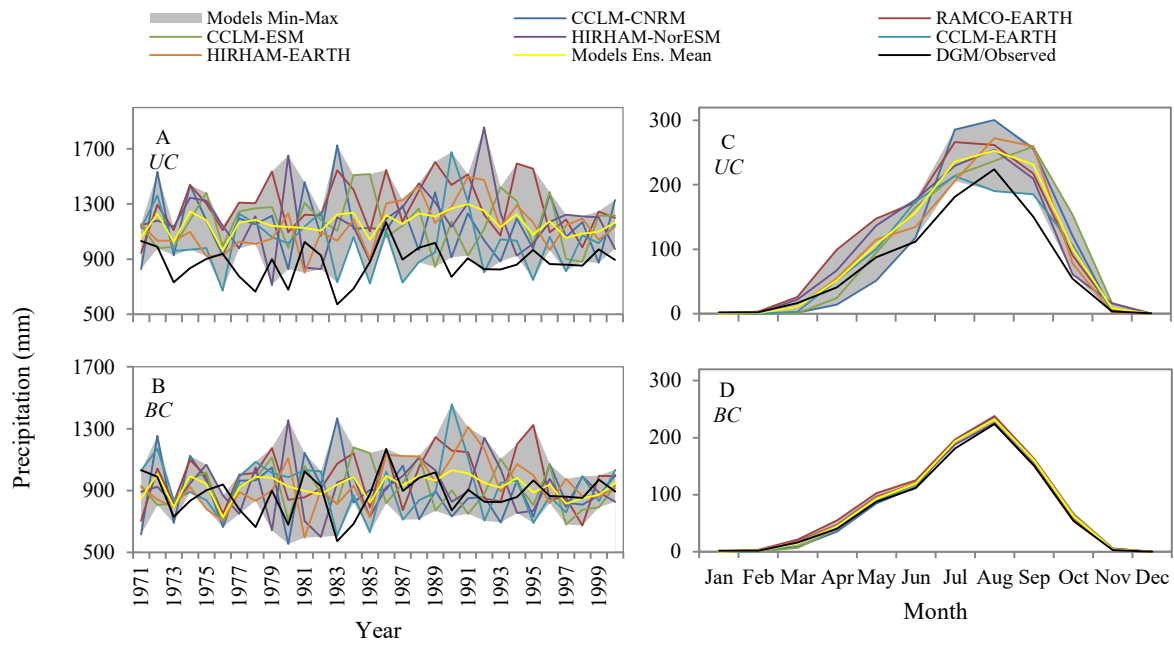 Models Min-Max CCLM-CNRM RAMCO-EARTH
CCLM-ESM HIRHAM-NorESM CCLM-EARTH
HIRHAM-EARTH Models Ens. Mean DGM/Observed
Precipitation (mm)
1700
1300
900
500
A
UC
1700
1300
900
500
B
BC
1971
1973
1975
1977
1979
1981
1983
1985
1987
1989
1991
1993
1995
1997
1999
Year
300
200
100
0
C
UC
300
200
100
0
D
BC
Jan Feb Mar Apr May Jun Jul Aug Sep Oct Nov Dec
Month